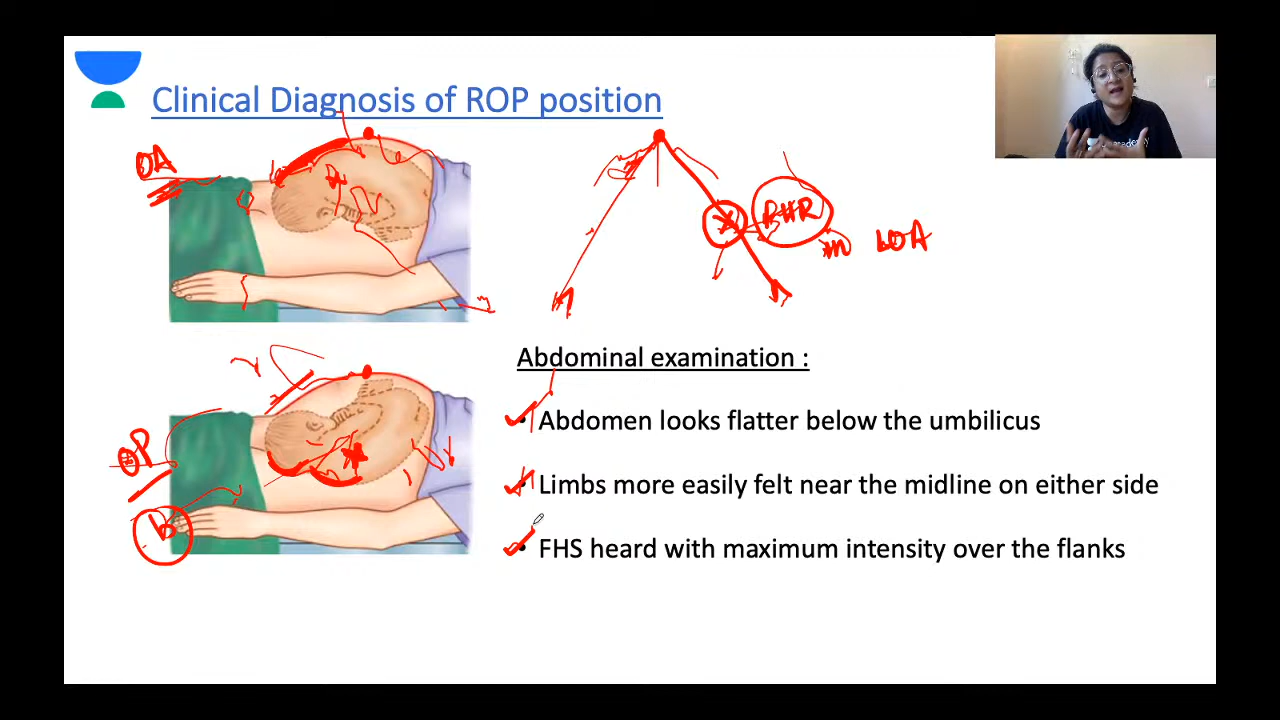 Clinical Diagnosis of ROP position
OA
FHR
LOA
OP
b
Abdominal examination :
• Abdomen looks flatter below the umbilicus
• Limbs more easily felt near the midline on either side
• FHS heard with maximum intensity over the flanks